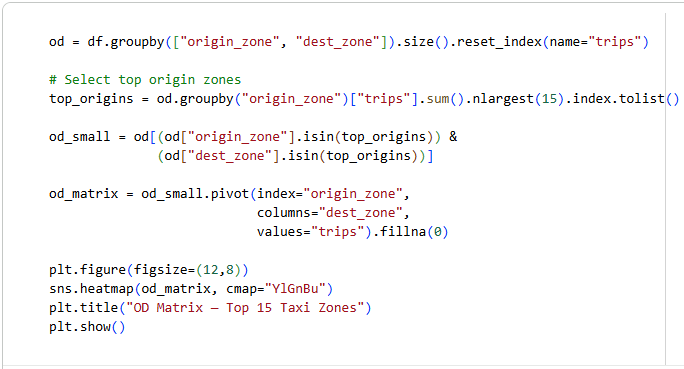 od = df.groupby(["origin_zone", "dest_zone"]).size().reset_index(name="trips")
# Select top origin zones
top_origins = od.groupby("origin_zone")["trips"].sum().nlargest(15).index.tolist()
od_small = od[(od["origin_zone"].isin(top_origins)) &
(od["dest_zone"].isin(top_origins))]
od_matrix = od_small.pivot(index="origin_zone",
columns="dest_zone",
values="trips").fillna(0)
plt.figure(figsize=(12,8))
sns.heatmap(od_matrix, cmap="YlGnBu")
plt.title("OD Matrix – Top 15 Taxi Zones")
plt.show()